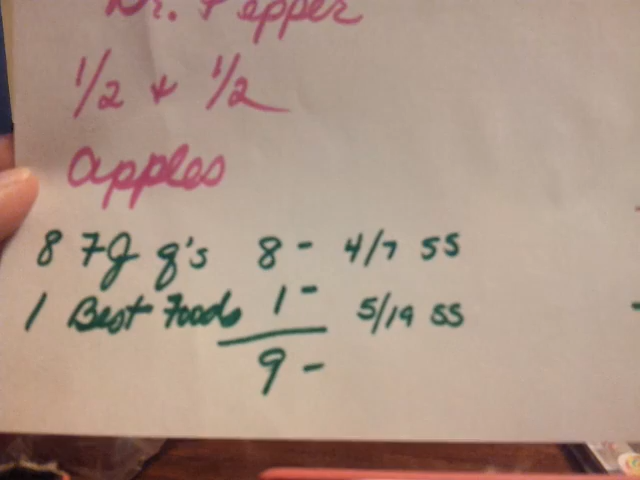 Dr. Pepper
1/2 & 1/2
apples
8 7J q's 8- 4/7 SS
1 Best Foods 1- 5/19 SS
9-